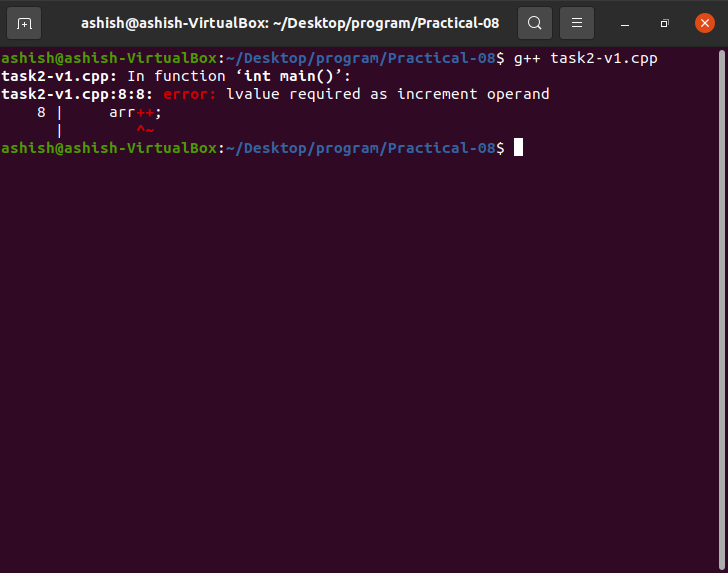 ashish@ashish-VirtualBox: ~/Desktop/program/Practical-08
ashish@ashish-VirtualBox:~/Desktop/program/Practical-08$ g++ task2-v1.cpp
task2-v1.cpp: In function ‘int main()’:
task2-v1.cpp:8:8: error: lvalue required as increment operand
    8 |     arr++;
      |        ^~
ashish@ashish-VirtualBox:~/Desktop/program/Practical-08$